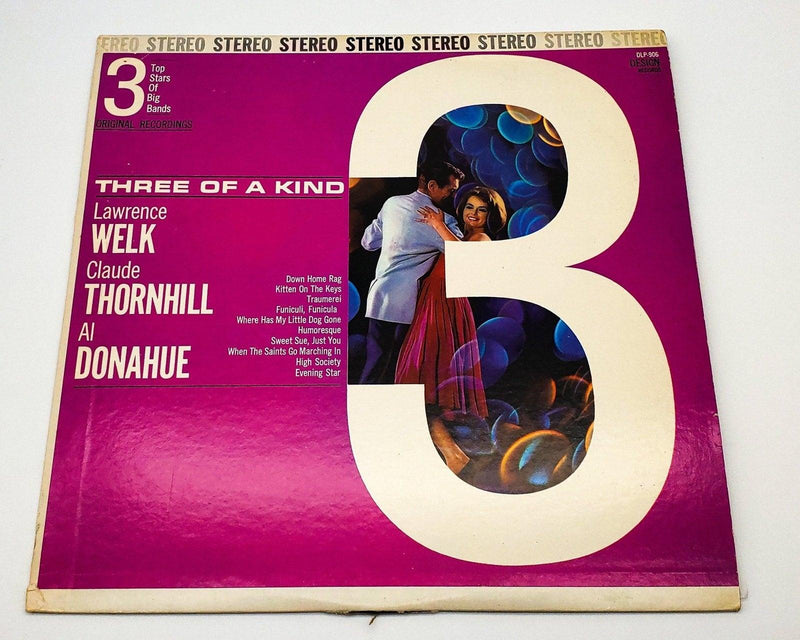 EREO STEREO STEREO STEREO STEREO STEREO STEREO STEREO STEREO
3 Top
Stars
Of
Big
Bands
ORIGINAL RECORDINGS
DLP-906
DESIGN
RECORDS
3
THREE OF A KIND
Lawrence
WELK
Claude
THORNHILL
Al
DONAHUE
Down Home Rag
Kitten On The Keys
Traumerei
Funiculi, Funicula
Where Has My Little Dog Gone
Humoresque
Sweet Sue, Just You
When The Saints Go Marching In
High Society
Evening Star